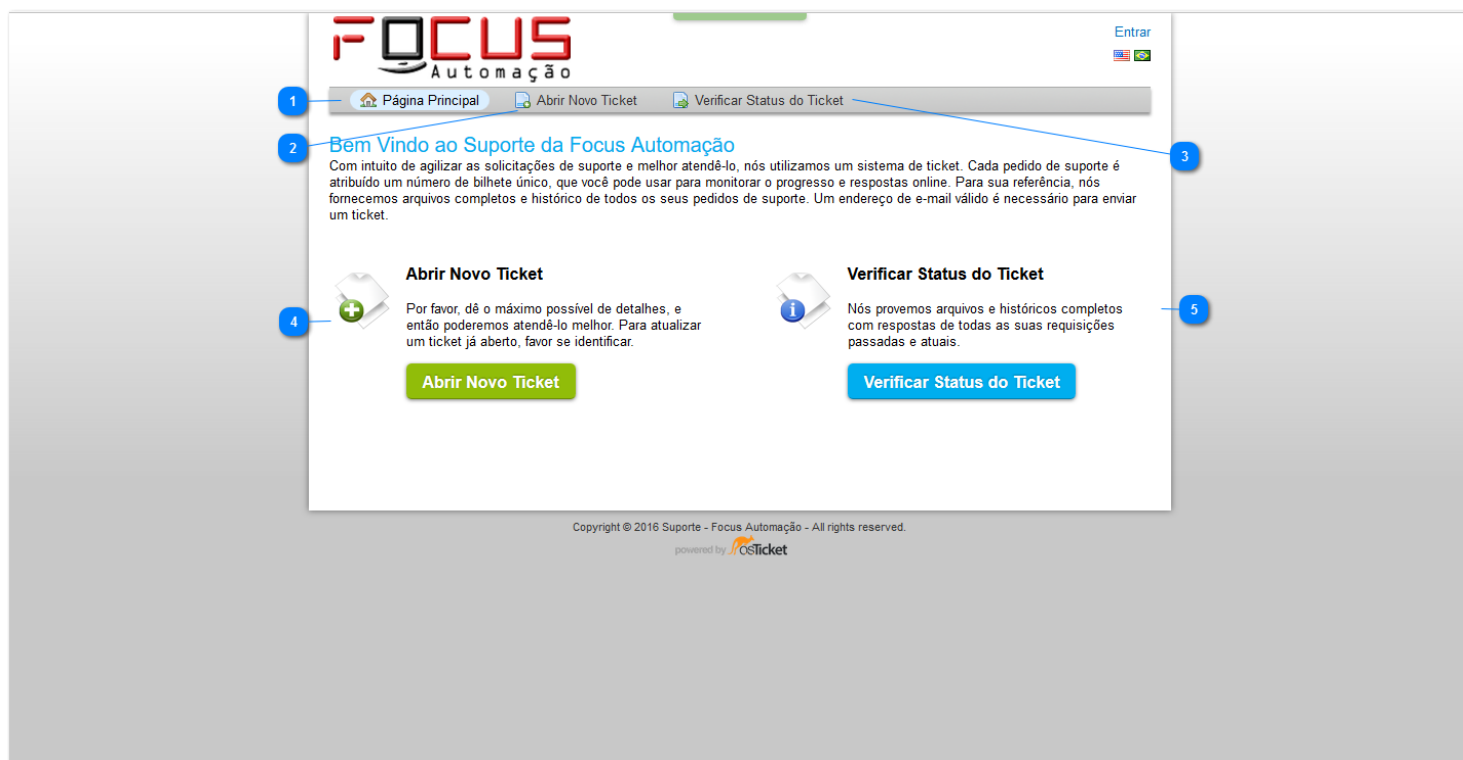 FOCUS
Automação
Entrar
1
Página Principal
Abrir Novo Ticket
Verificar Status do Ticket
2
3
Bem Vindo ao Suporte da Focus Automação
Com intuito de agilizar as solicitações de suporte e melhor atendê-lo, nós utilizamos um sistema de ticket. Cada pedido de suporte é
atribuído um número de bilhete único, que você pode usar para monitorar o progresso e respostas online. Para sua referência, nós
fornecemos arquivos completos e histórico de todos os seus pedidos de suporte. Um endereço de e-mail válido é necessário para enviar
um ticket.
4
Abrir Novo Ticket
Por favor, dê o máximo possível de detalhes, e
então poderemos atendê-lo melhor. Para atualizar
um ticket já aberto, favor se identificar.
Abrir Novo Ticket
Verificar Status do Ticket
Nós provemos arquivos e históricos completos
com respostas de todas as suas requisições
passadas e atuais.
Verificar Status do Ticket
5
Copyright © 2016 Suporte - Focus Automação - All rights reserved.
powered by osTicket